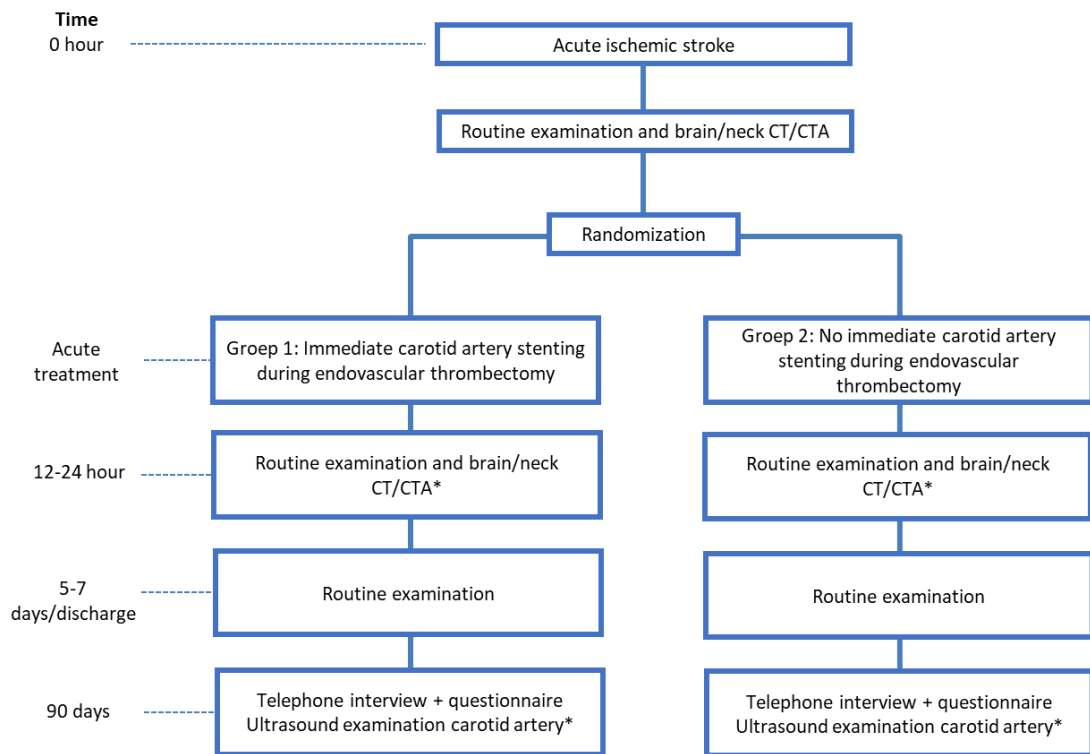 Time
0 hour
Acute ischemic stroke
Routine examination and brain/neck CT/CTA
Randomization
Acute
treatment
Groep 1: Immediate carotid artery stenting
during endovascular thrombectomy
Groep 2: No immediate carotid artery
stenting during endovascular
thrombectomy
12-24 hour
Routine examination and brain/neck
CT/CTA*
Routine examination and brain/neck
CT/CTA*
5-7
days/discharge
Routine examination
Routine examination
90 days
Telephone interview + questionnaire
Ultrasound examination carotid artery*
Telephone interview + questionnaire
Ultrasound examination carotid artery*